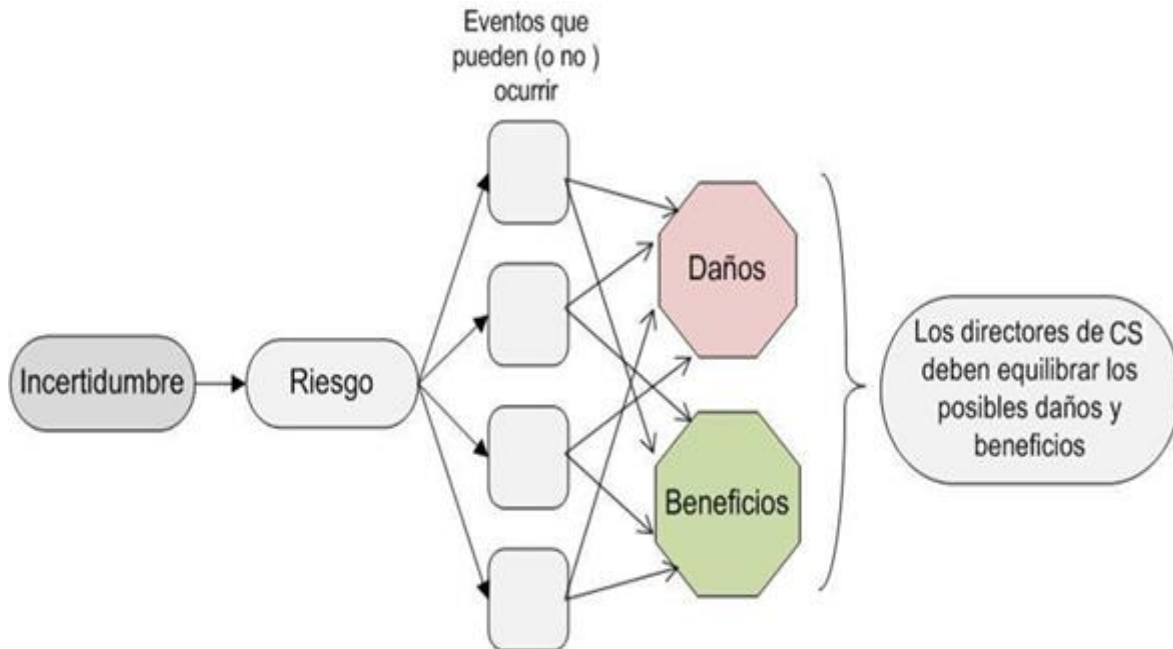 Eventos que
pueden (o no )
ocurrir
Daños
Incertidumbre
Riesgo
Beneficios
Los directores de CS
deben equilibrar los
posibles daños y
beneficios